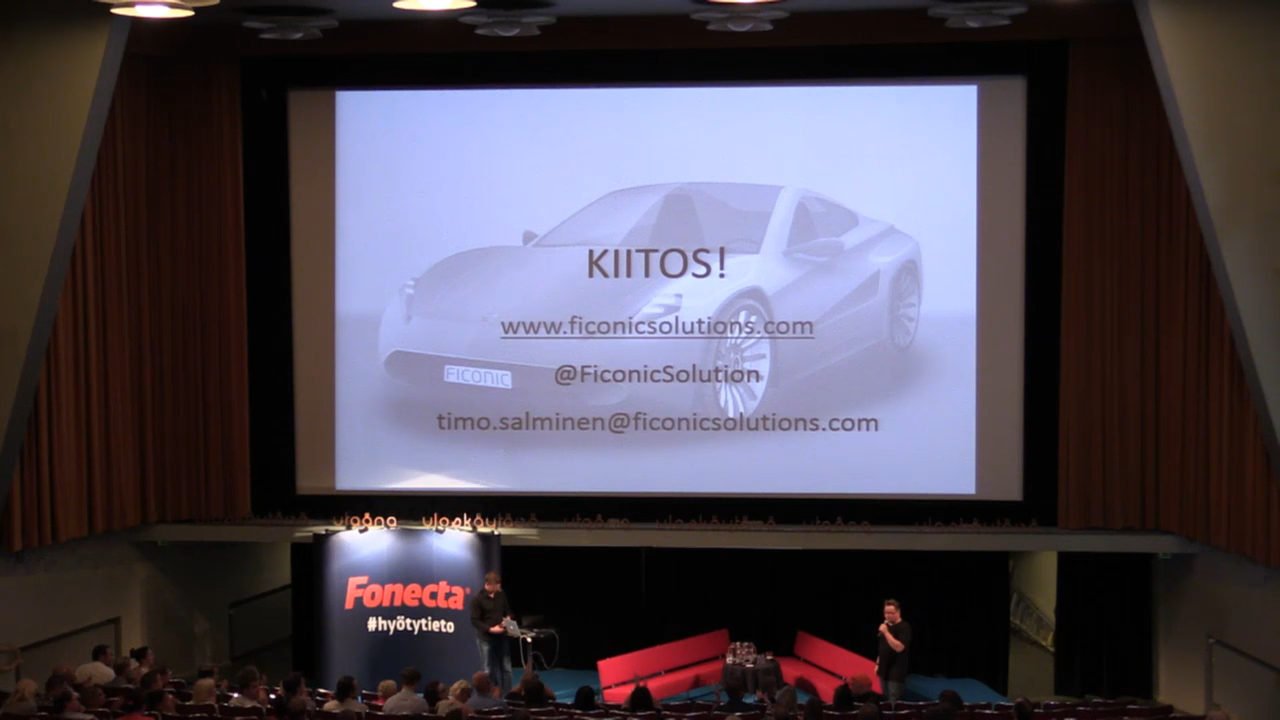 KIITOS!
www.ficonicsolutions.com
@FiconicSolution
timo.salminen@ficonicsolutions.com
FICONIC
Fonecta
#hyötytieto